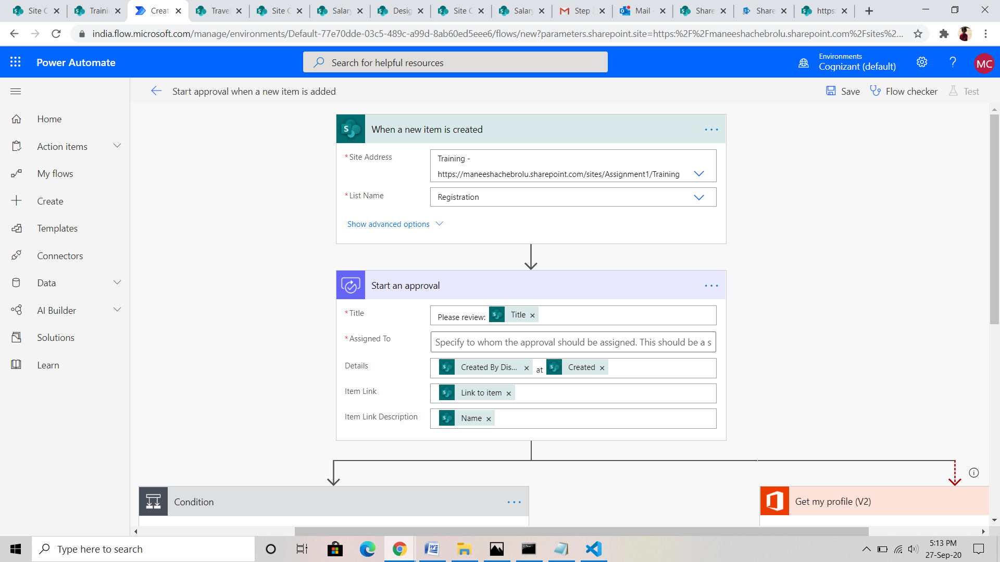 Site C
Traini
Creat
Trave
Site C
Salary
Desig
Site C
Salary
Step
Mail -
Share
Share
https:
india.flow.microsoft.com/manage/environments/Default-77e70dde-03c5-489c-a99d-8ab60ed5eee6/flows/new?parameters.sharepoint.site=https:%2F%2Fmaneeshachebrolu.sharepoint.com%2Fsites%2...
Power Automate
Search for helpful resources
Environments
Cognizant (default)
?
MC
Start approval when a new item is added
Save
Flow checker
Test
Home
Action items
My flows
Create
Templates
Connectors
Data
AI Builder
Solutions
Learn
When a new item is created
* Site Address
Training -
https://maneeshachebrolu.sharepoint.com/sites/Assignment1/Training
* List Name
Registration
Show advanced options
Start an approval
* Title
Please review: Title
* Assigned To
Specify to whom the approval should be assigned. This should be a s
Details
Created By Dis... at Created
Item Link
Link to item
Item Link Description
Name
Condition
Get my profile (V2)
Type here to search
5:13 PM
27-Sep-20